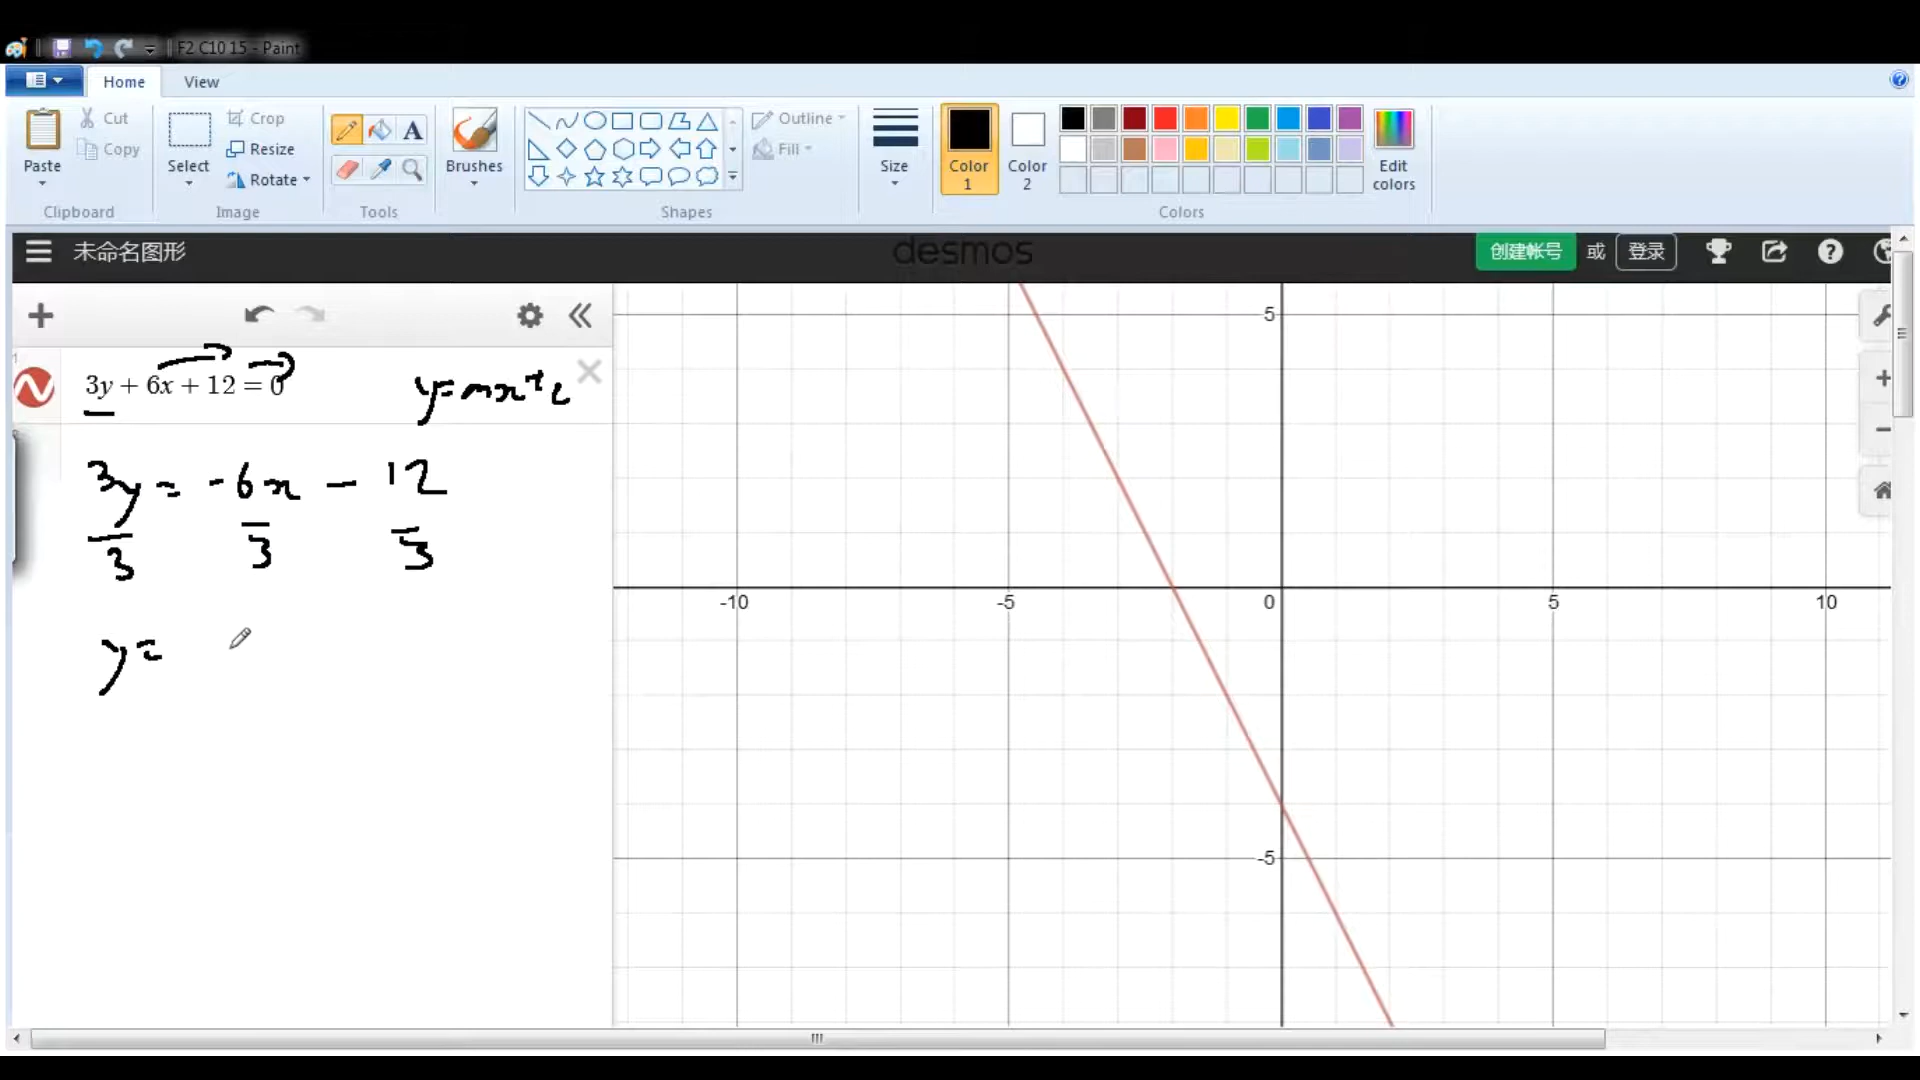 F2 C10 15 - Paint
Home View
Paste
Cut
Copy
Clipboard
Select
Crop
Resize
Rotate
Image
A
Tools
Brushes
Outline
Fill
Shapes
Size
Color 1
Color 2
Edit colors
Colors
未命名图形
desmos
创建帐号 或 登录
1
3y + 6x + 12 = 0
y=mx+c
3y = -6x - 12
3 3 3
y=
5
-10 -5 0 5 10
-5